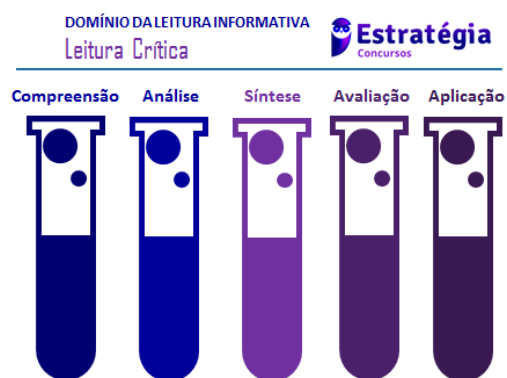 DOMÍNIO DA LEITURA INFORMATIVA
Leitura Crítica
Estratégia
Concursos
Compreensão Análise Síntese Avaliação Aplicação